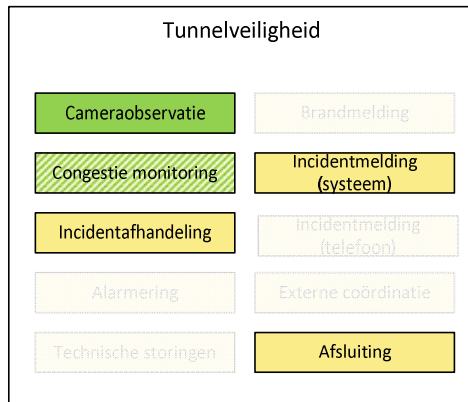 Tunnelveiligheid
Cameraobservatie
Brandmelding
Congestie monitoring
Incidentmelding
(systeem)
Incidentafhandeling
Incidentmelding
(telefoon)
Alarmering
Externe coördinatie
Technische storingen
Afsluiting